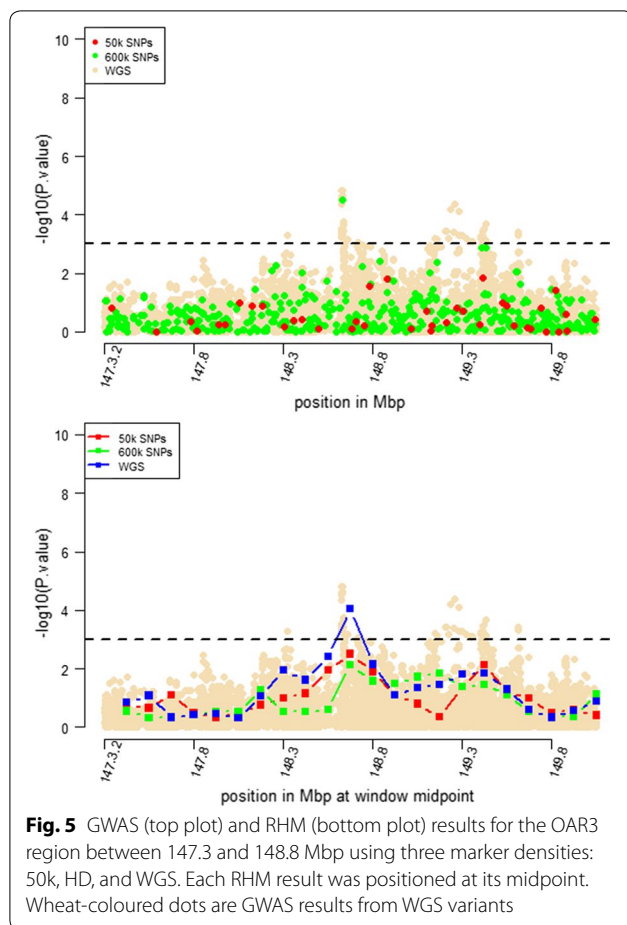 10
8
6
4
2
0
-log10(P.value)
50k SNPs
600k SNPs
WGS
147.3.2
147.8
148.3
148.8
149.3
149.8
position in Mbp
10
8
6
4
2
0
-log10(P.value)
50k SNPs
600k SNPs
WGS
147.3.2
147.8
148.3
148.8
149.3
149.8
position in Mbp at window midpoint
Fig. 5 GWAS (top plot) and RHM (bottom plot) results for the OAR3
region between 147.3 and 148.8 Mbp using three marker densities:
50k, HD, and WGS. Each RHM result was positioned at its midpoint.
Wheat-coloured dots are GWAS results from WGS variants